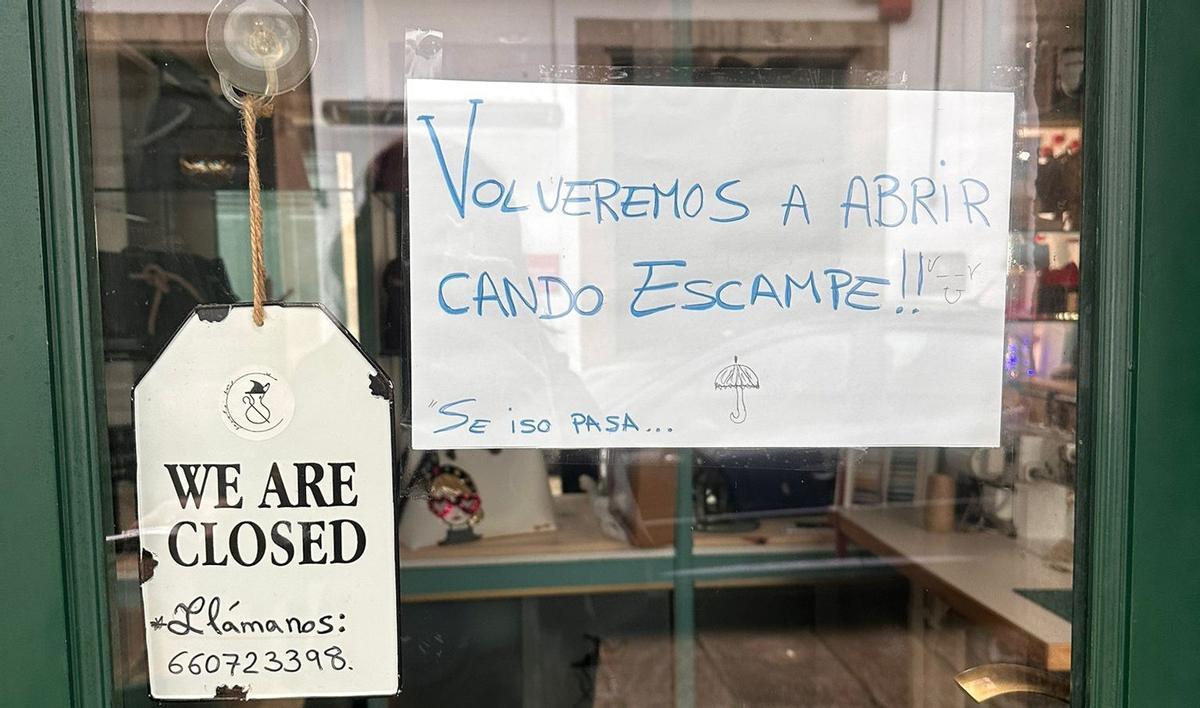 WE ARE
CLOSED
*Llámanos:
660723398.
VOLVEREMOS A ABRIR
CANDO ESCAMPE!!
"SE ISO PASA...